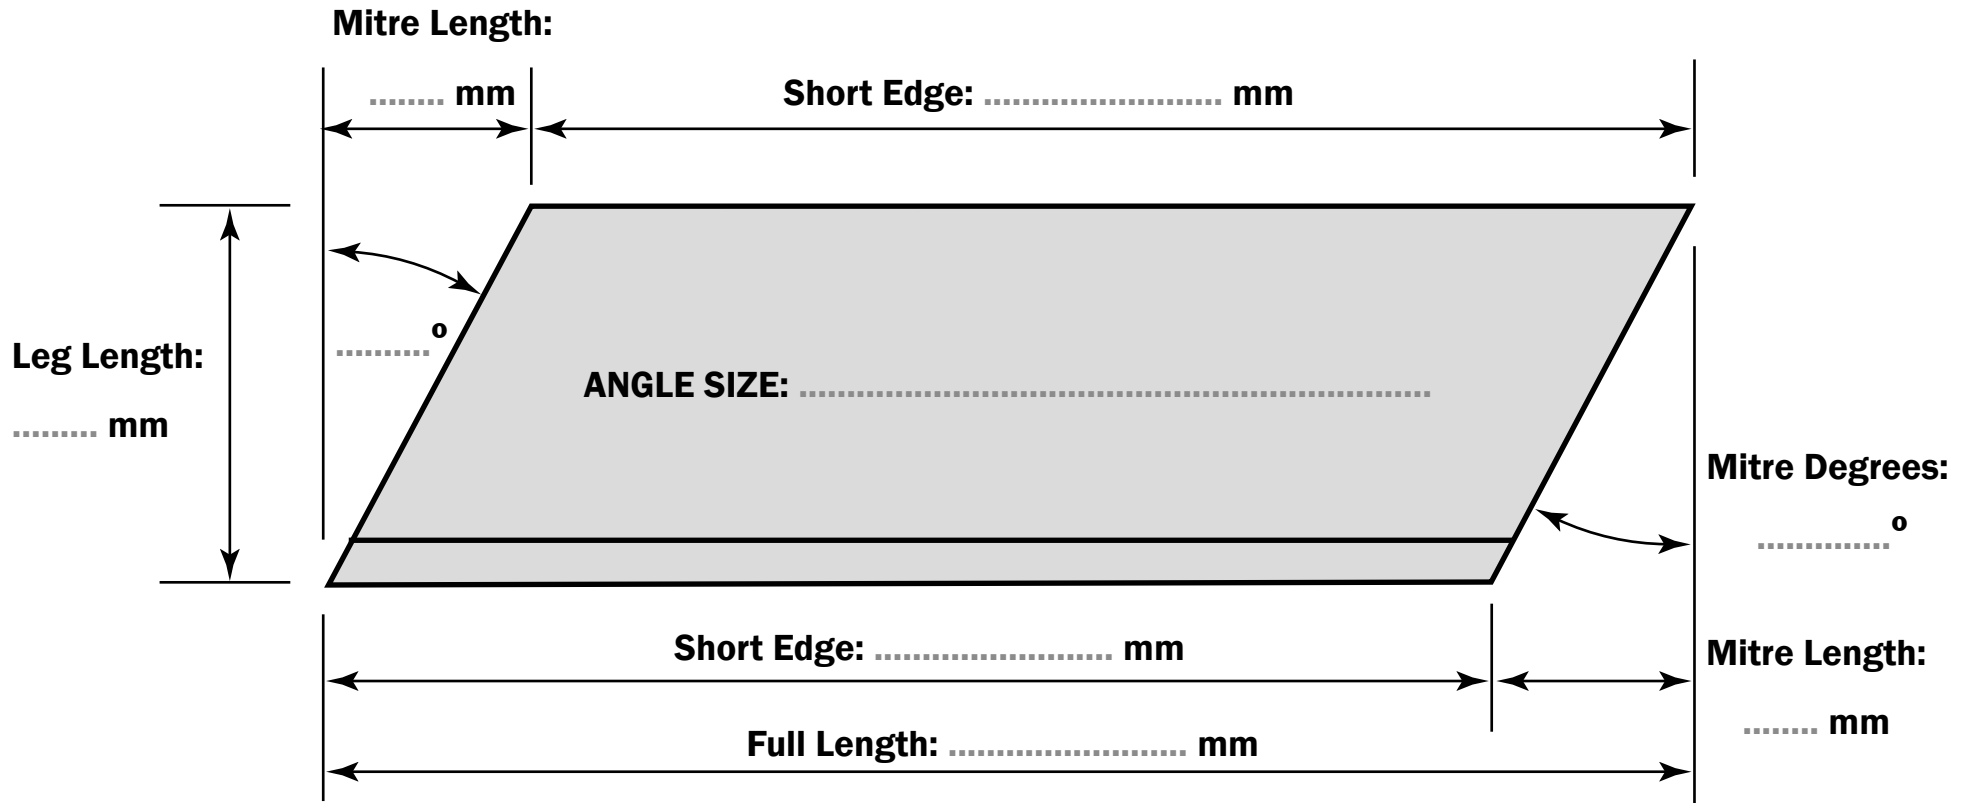 Mitre Length:
........ mm
Short Edge: ......................... mm
..........º
Leg Length:
......... mm
ANGLE SIZE: ...................................................................
Mitre Degrees:
..............º
Short Edge: ......................... mm
Mitre Length:
........ mm
Full Length: ......................... mm